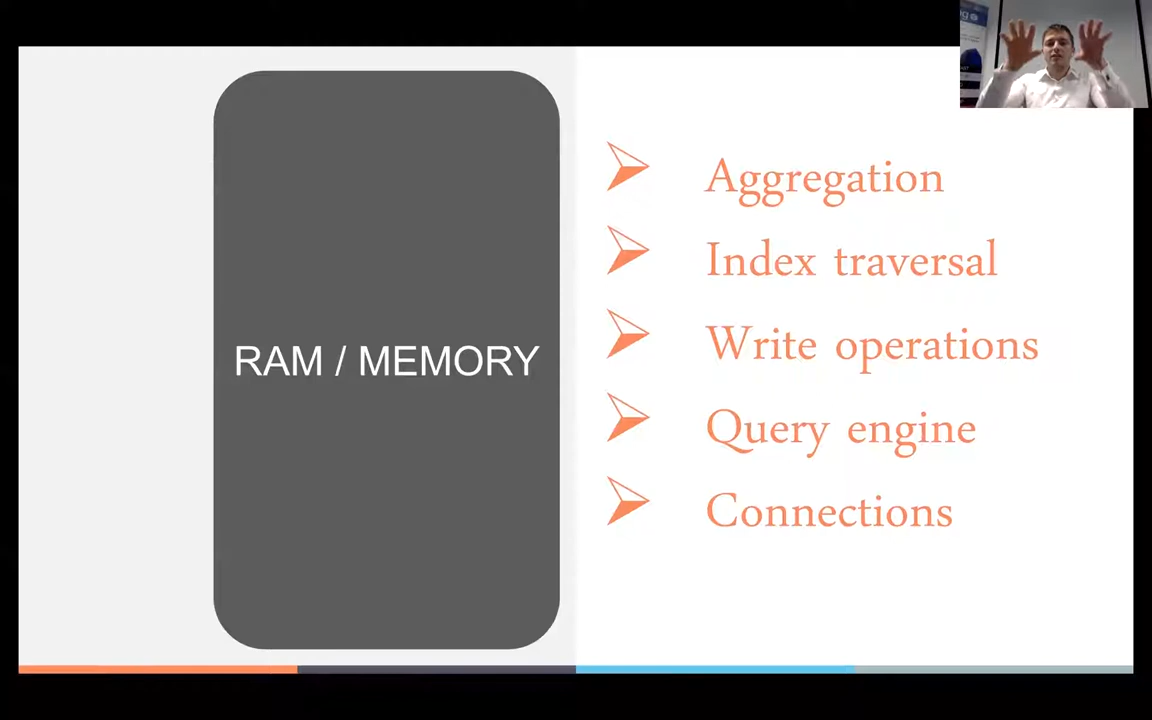 RAM / MEMORY
Aggregation
Index traversal
Write operations
Query engine
Connections